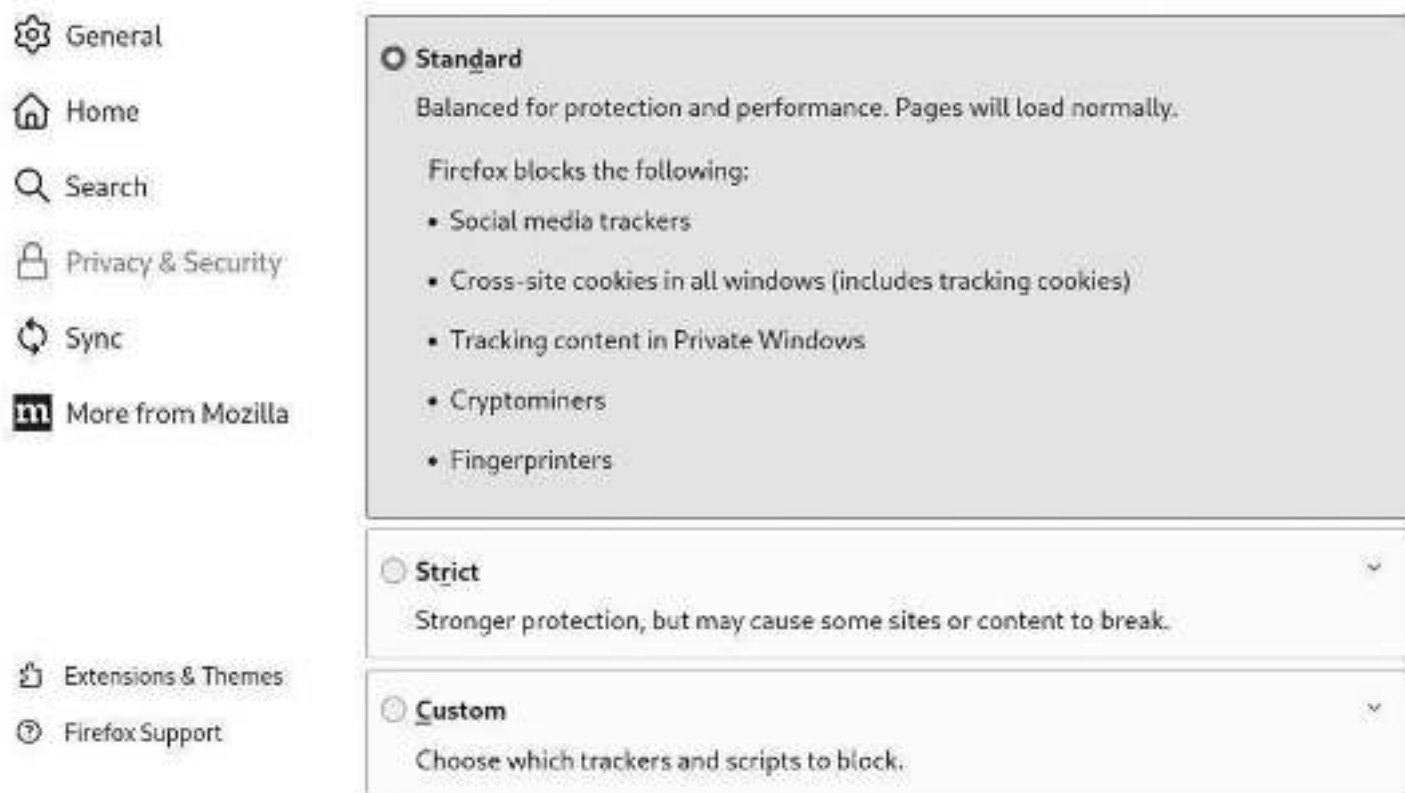 General
Home
Search
Privacy & Security
Sync
m More from Mozilla
Extensions & Themes
Firefox Support
Standard
Balanced for protection and performance. Pages will load normally.
Firefox blocks the following:
• Social media trackers
• Cross-site cookies in all windows (includes tracking cookies)
• Tracking content in Private Windows
• Cryptominers
• Fingerprinters
Strict
Stronger protection, but may cause some sites or content to break.
Custom
Choose which trackers and scripts to block.